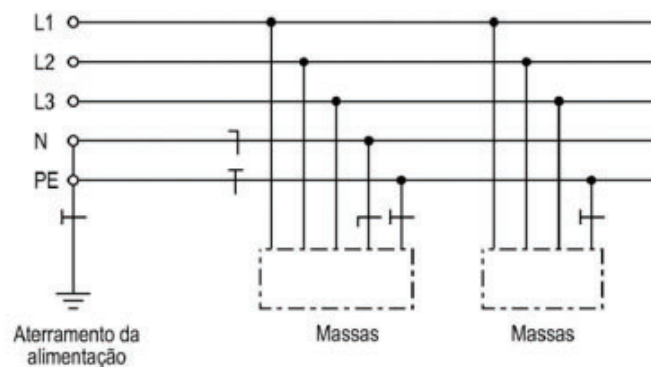 L1
L2
L3
N
PE
Aterramento da
alimentação
Massas
Massas